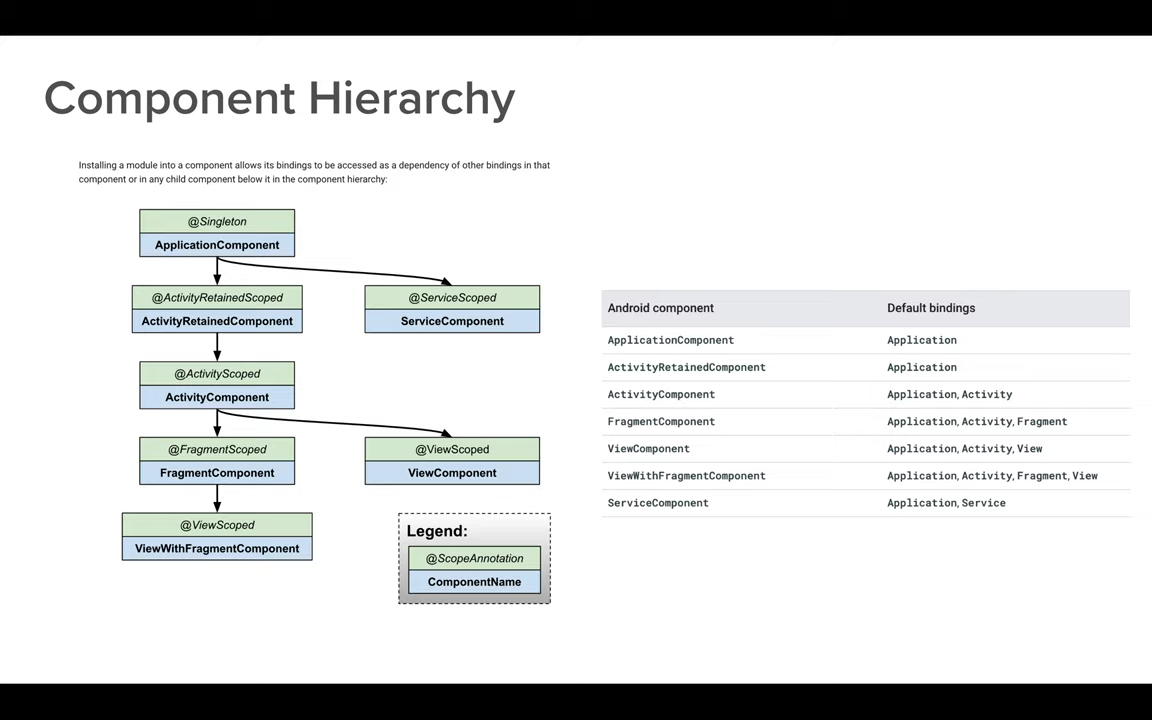 Component Hierarchy
Installing a module into a component allows its bindings to be accessed as a dependency of other bindings in that
component or in any child component below it in the component hierarchy:
@Singleton
ApplicationComponent
@ActivityRetainedScoped
ActivityRetainedComponent
@ServiceScoped
ServiceComponent
@ActivityScoped
ActivityComponent
@FragmentScoped
FragmentComponent
@ViewScoped
ViewComponent
@ViewScoped
ViewWithFragmentComponent
Legend:
@ScopeAnnotation
ComponentName
Android component Default bindings
ApplicationComponent Application
ActivityRetainedComponent Application
ActivityComponent Application, Activity
FragmentComponent Application, Activity, Fragment
ViewComponent Application, Activity, View
ViewWithFragmentComponent Application, Activity, Fragment, View
ServiceComponent Application, Service